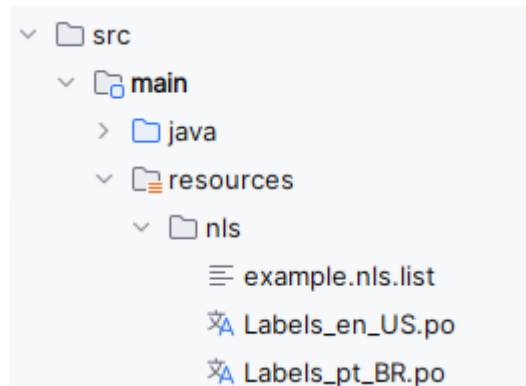 src
main
java
resources
nls
example.nls.list
Labels_en_US.po
Labels_pt_BR.po